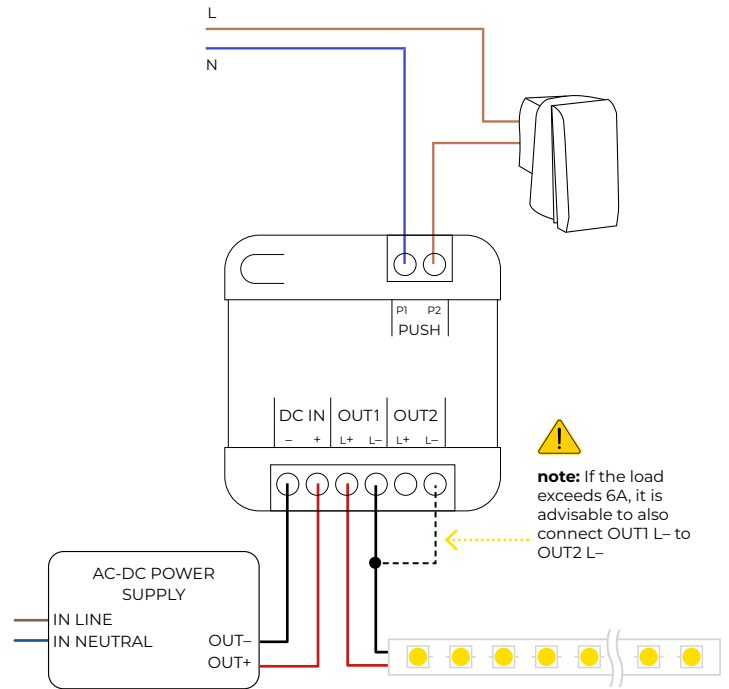 L
N
P1 P2
PUSH
DC IN OUT1 OUT2
– + L+ L– L+ L–
note: If the load
exceeds 6A, it is
advisable to also
connect OUT1 L– to
OUT2 L–
AC-DC POWER
SUPPLY
IN LINE
IN NEUTRAL
OUT–
OUT+